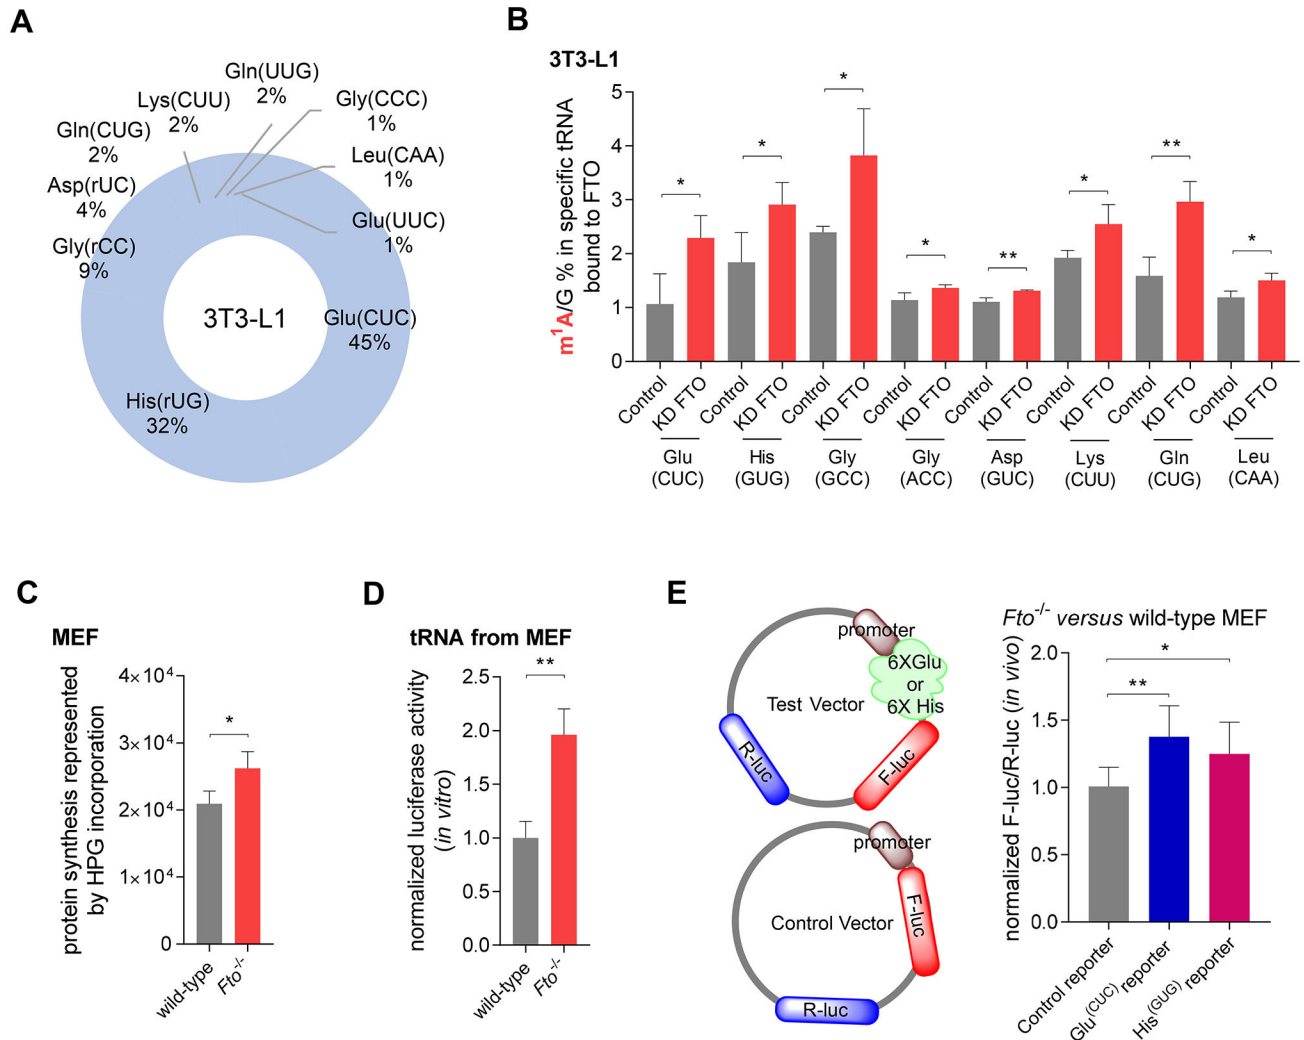 A
Gln(UUG)
2%
Lys(CUU)
2%
Gly(CCC)
1%
Gln(CUG)
2%
Leu(CAA)
1%
Asp(rUC)
4%
Glu(UUC)
1%
Gly(rCC)
9%
3T3-L1
Glu(CUC)
45%
His(rUG)
32%
B
3T3-L1
m¹A/G % in specific tRNA
bound to FTO
5
4
3
2
1
0
*
*
*
*
**
*
**
*
Control
KD FTO
Control
KD FTO
Control
KD FTO
Control
KD FTO
Control
KD FTO
Control
KD FTO
Control
KD FTO
Control
KD FTO
Glu
(CUC)
His
(GUG)
Gly
(GCC)
Gly
(ACC)
Asp
(GUC)
Lys
(CUU)
Gln
(CUG)
Leu
(CAA)
C
MEF
protein synthesis represented
by HPG incorporation
4×10⁴
3×10⁴
2×10⁴
1×10⁴
0
*
wild-type
Fto⁻/⁻
D
tRNA from MEF
normalized luciferase activity
(in vitro)
2.5
2.0
1.5
1.0
0.5
0.0
**
wild-type
Fto⁻/⁻
E
promoter
6XGlu
or
6X His
Test Vector
R-luc
F-luc
promoter
F-luc
Control Vector
R-luc
Fto⁻/⁻ versus wild-type MEF
normalized F-luc/R-luc (in vivo)
2.0
1.5
1.0
0.5
0.0
*
**
Control reporter
Glu(CUC) reporter
His(GUG) reporter